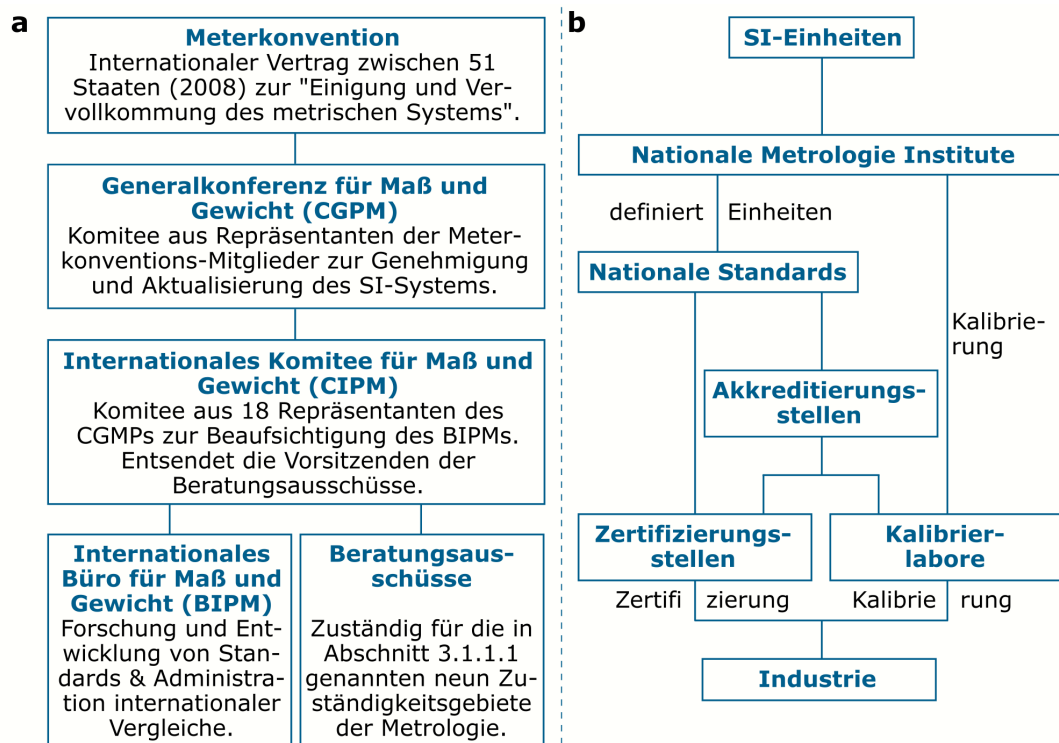 a
Meterkonvention
Internationaler Vertrag zwischen 51
Staaten (2008) zur "Einigung und Ver-
vollkommung des metrischen Systems".
Generalkonferenz für Maß und
Gewicht (CGPM)
Komitee aus Repräsentanten der Meter-
konventions-Mitglieder zur Genehmigung
und Aktualisierung des SI-Systems.
Internationales Komitee für Maß und
Gewicht (CIPM)
Komitee aus 18 Repräsentanten des
CGMPs zur Beaufsichtigung des BIPMs.
Entsendet die Vorsitzenden der
Beratungsausschüsse.
Internationales
Büro für Maß und
Gewicht (BIPM)
Forschung und Ent-
wicklung von Stan-
dards & Administra-
tion internationaler
Vergleiche.
Beratungsaus-
schüsse
Zuständig für die in
Abschnitt 3.1.1.1
genannten neun Zu-
ständigkeitsgebiete
der Metrologie.
b
SI-Einheiten
Nationale Metrologie Institute
definiert Einheiten
Nationale Standards
Kalibrie-
rung
Akkreditierungs-
stellen
Zertifizierungs-
stellen
Kalibrier-
labore
Zertifi zierung
Kalibrie rung
Industrie